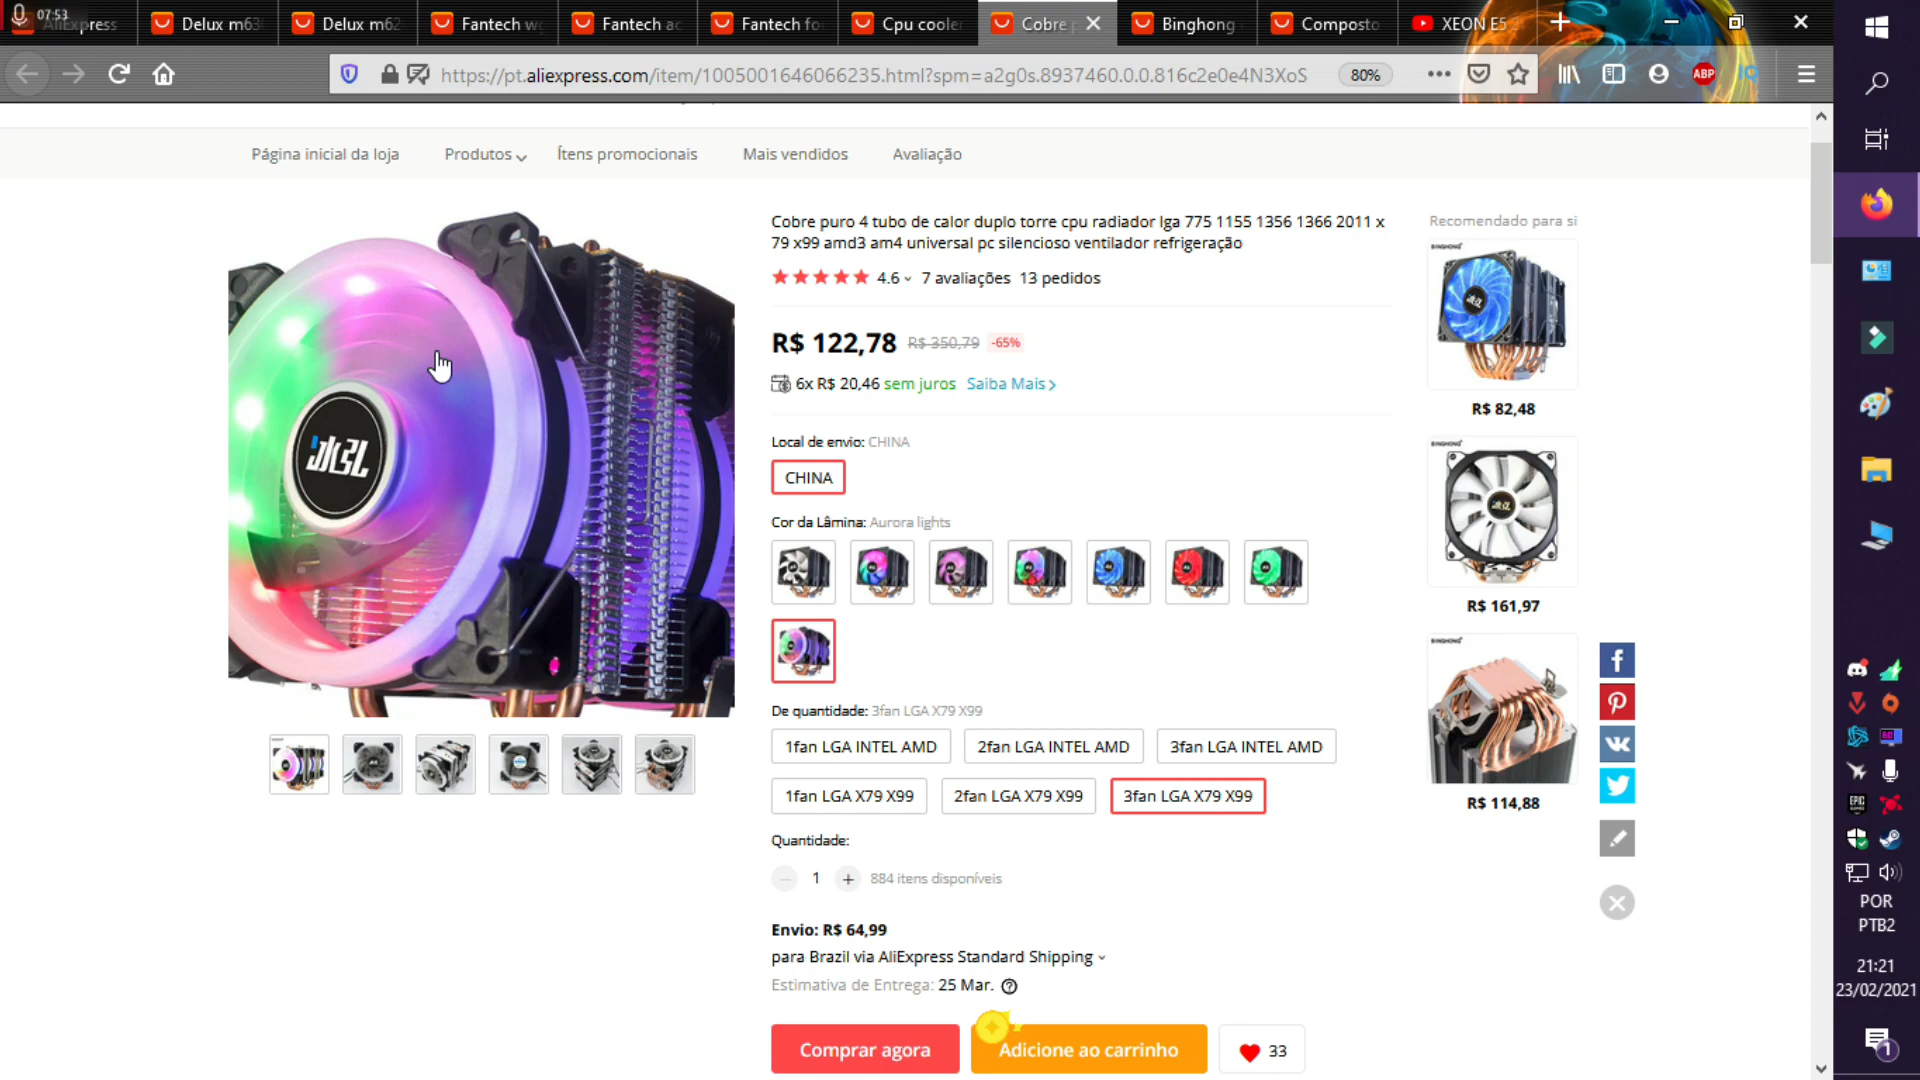 07:53
Aliexpress
Delux m63
Delux m62
Fantech w
Fantech ac
Fantech fo
Cpu cooler
Cobre p
Binghong
Composto
XEON E5 2
https://pt.aliexpress.com/item/1005001646066235.html?spm=a2g0s.8937460.0.0.816c2e0e4N3XoS
80%
ABP
Página inicial da loja
Produtos
Ítens promocionais
Mais vendidos
Avaliação
Cobre puro 4 tubo de calor duplo torre cpu radiador lga 775 1155 1356 1366 2011 x
79 x99 amd3 am4 universal pc silencioso ventilador refrigeração
4.6
7 avaliações
13 pedidos
R$ 122,78
R$ 350,79
-65%
6x R$ 20,46 sem juros
Saiba Mais
Local de envio: CHINA
CHINA
Cor da Lâmina: Aurora lights
De quantidade: 3fan LGA X79 X99
1fan LGA INTEL AMD
2fan LGA INTEL AMD
3fan LGA INTEL AMD
1fan LGA X79 X99
2fan LGA X79 X99
3fan LGA X79 X99
Quantidade:
1
884 itens disponíveis
Envio: R$ 64,99
para Brazil via AliExpress Standard Shipping
Estimativa de Entrega: 25 Mar.
Comprar agora
Adicione ao carrinho
33
Recomendado para si
BINGHONG
R$ 82,48
BINGHONG
R$ 161,97
BINGHONG
R$ 114,88
EPIC
60
POR
PTB2
21:21
23/02/2021
1